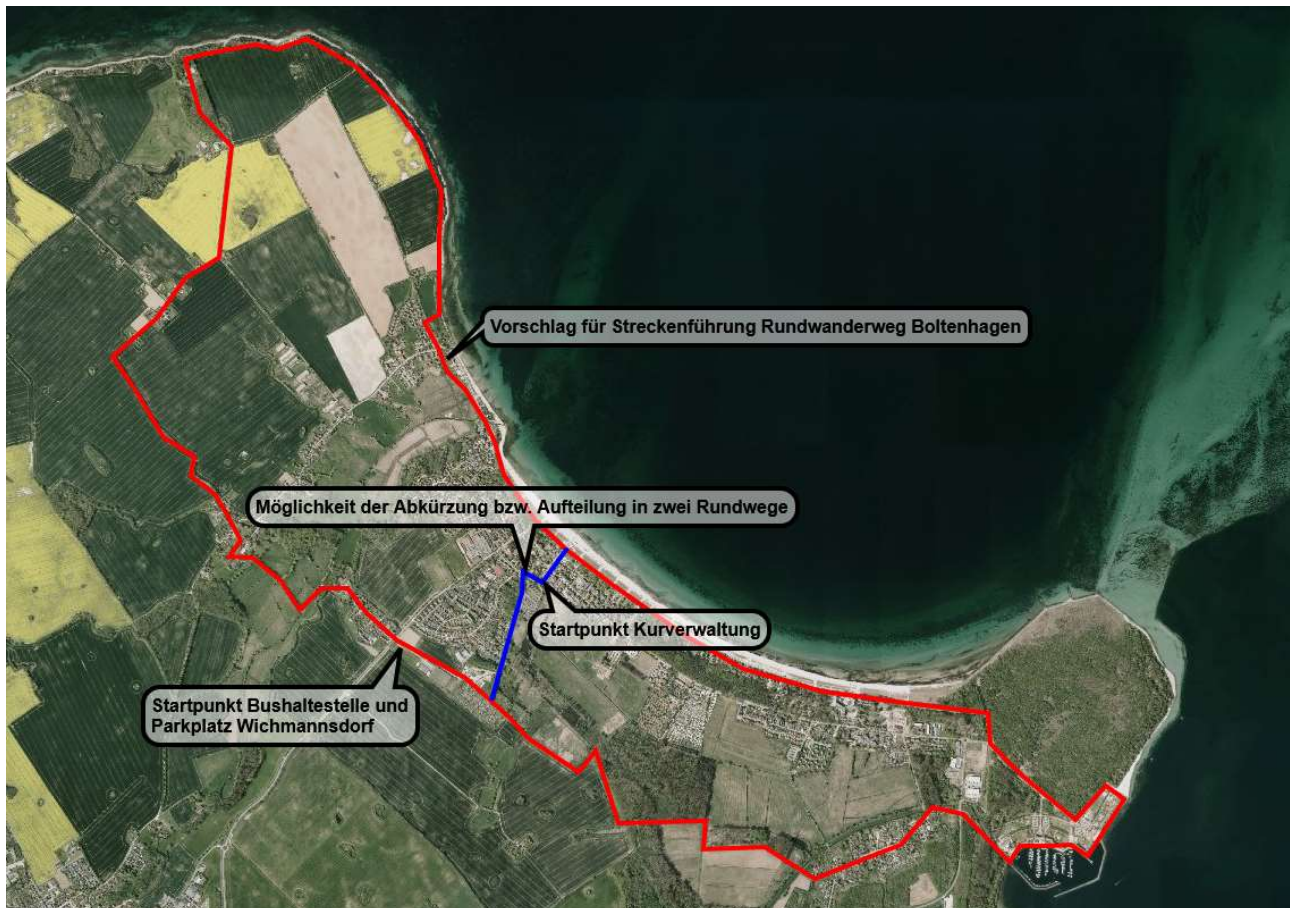 Vorschlag für Streckenführung Rundwanderweg Boltenhagen
Möglichkeit der Abkürzung bzw. Aufteilung in zwei Rundwege
Startpunkt Kurverwaltung
Startpunkt Bushaltestelle und
Parkplatz Wichmannsdorf